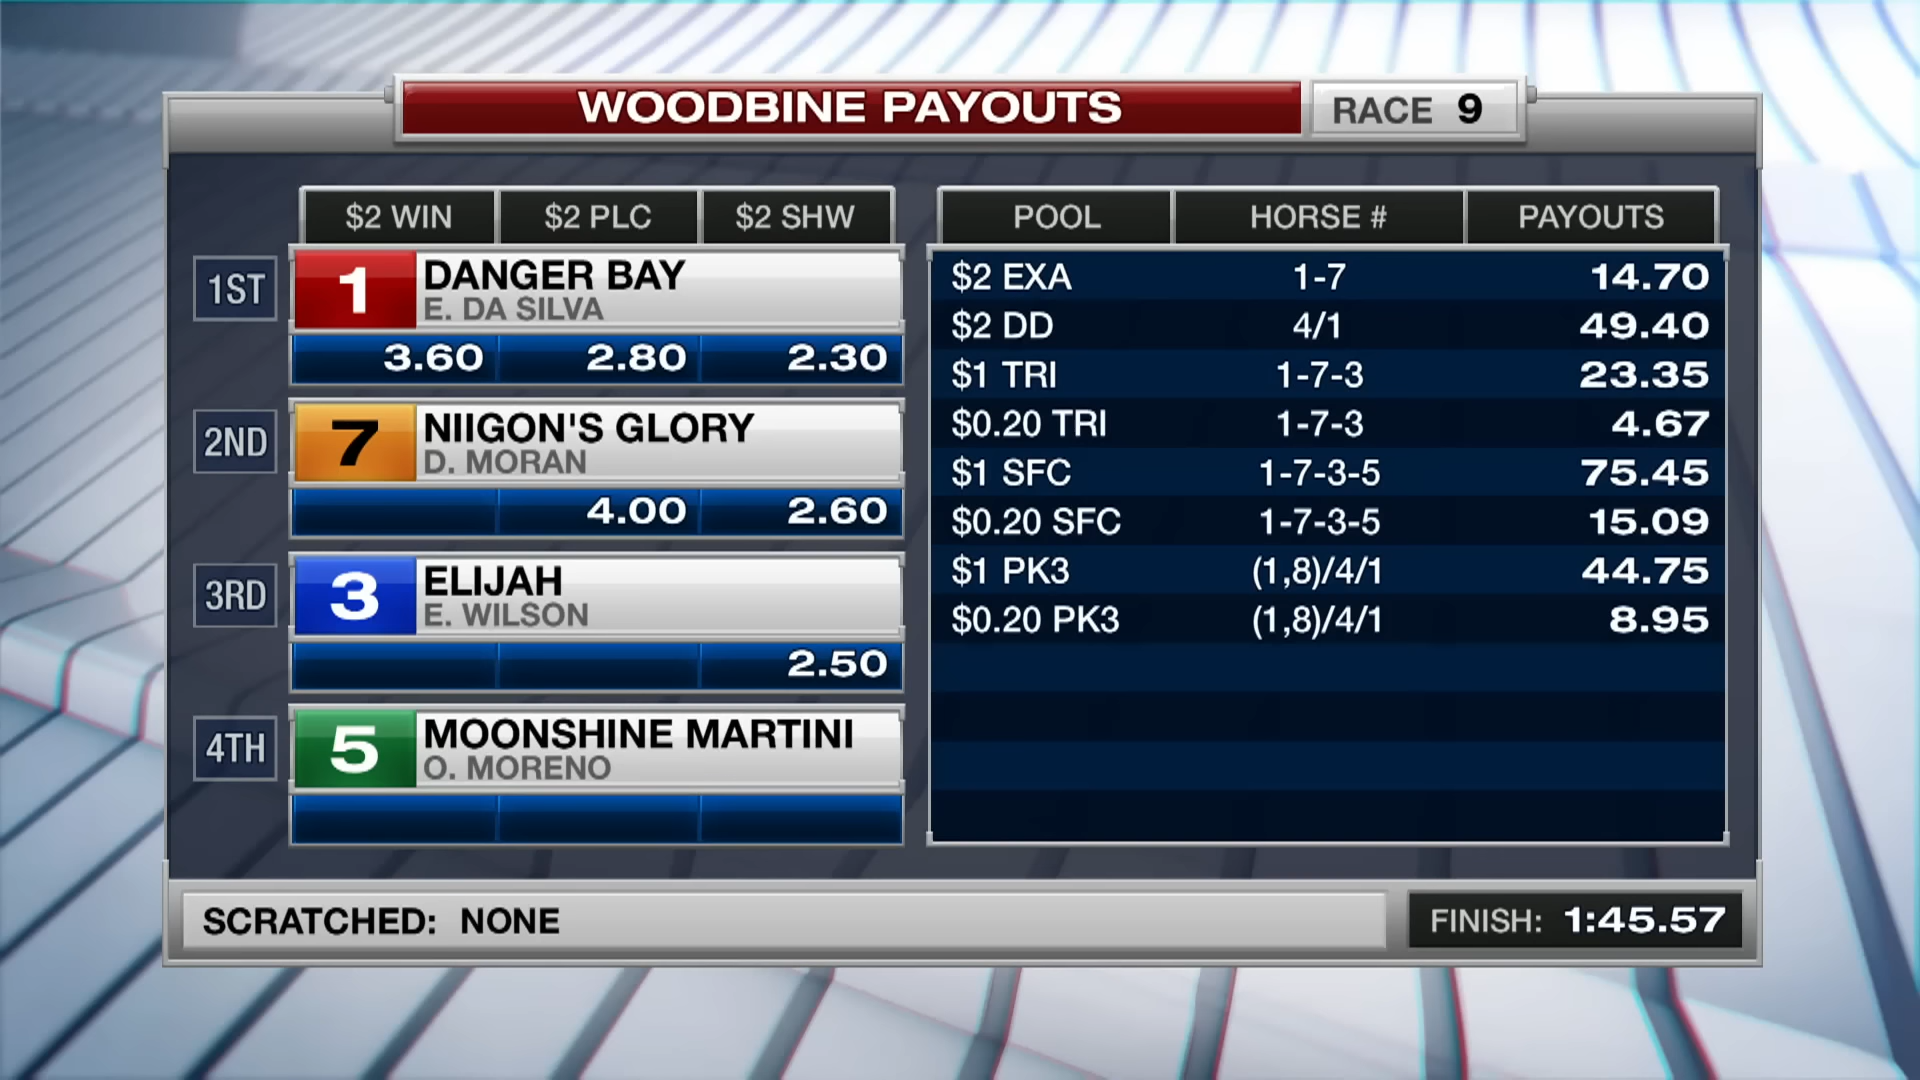 WOODBINE PAYOUTS
RACE 9
$2 WIN $2 PLC $2 SHW
1ST
1 DANGER BAY
E. DA SILVA
3.60 2.80 2.30
2ND
7 NIIGON'S GLORY
D. MORAN
4.00 2.60
3RD
3 ELIJAH
E. WILSON
2.50
4TH
5 MOONSHINE MARTINI
O. MORENO
POOL HORSE # PAYOUTS
$2 EXA 1-7 14.70
$2 DD 4/1 49.40
$1 TRI 1-7-3 23.35
$0.20 TRI 1-7-3 4.67
$1 SFC 1-7-3-5 75.45
$0.20 SFC 1-7-3-5 15.09
$1 PK3 (1,8)/4/1 44.75
$0.20 PK3 (1,8)/4/1 8.95
SCRATCHED: NONE
FINISH: 1:45.57